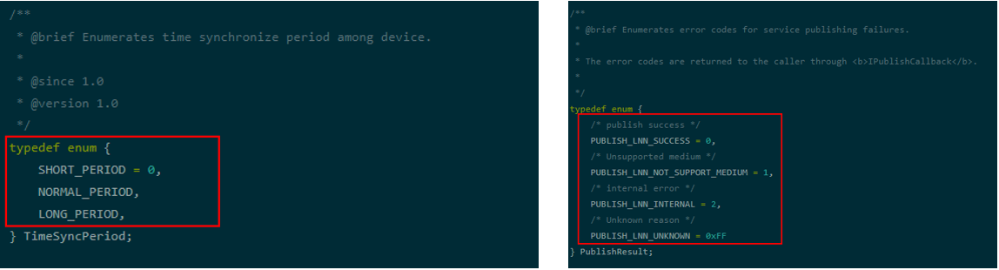 /**
 * @brief Enumerates time synchronize period among device.
 *
 * @since 1.0
 * @version 1.0
 */
typedef enum {
    SHORT_PERIOD = 0,
    NORMAL_PERIOD,
    LONG_PERIOD,
} TimeSyncPeriod;
/**
 * @brief Enumerates error codes for service publishing failures.
 *
 * The error codes are returned to the caller through <b>IPublishCallback</b>.
 *
 */
typedef enum {
    /* publish success */
    PUBLISH_LNN_SUCCESS = 0,
    /* Unsupported medium */
    PUBLISH_LNN_NOT_SUPPORT_MEDIUM = 1,
    /* internal error */
    PUBLISH_LNN_INTERNAL = 2,
    /* Unknown reason */
    PUBLISH_LNN_UNKNOWN = 0xFF
} PublishResult;